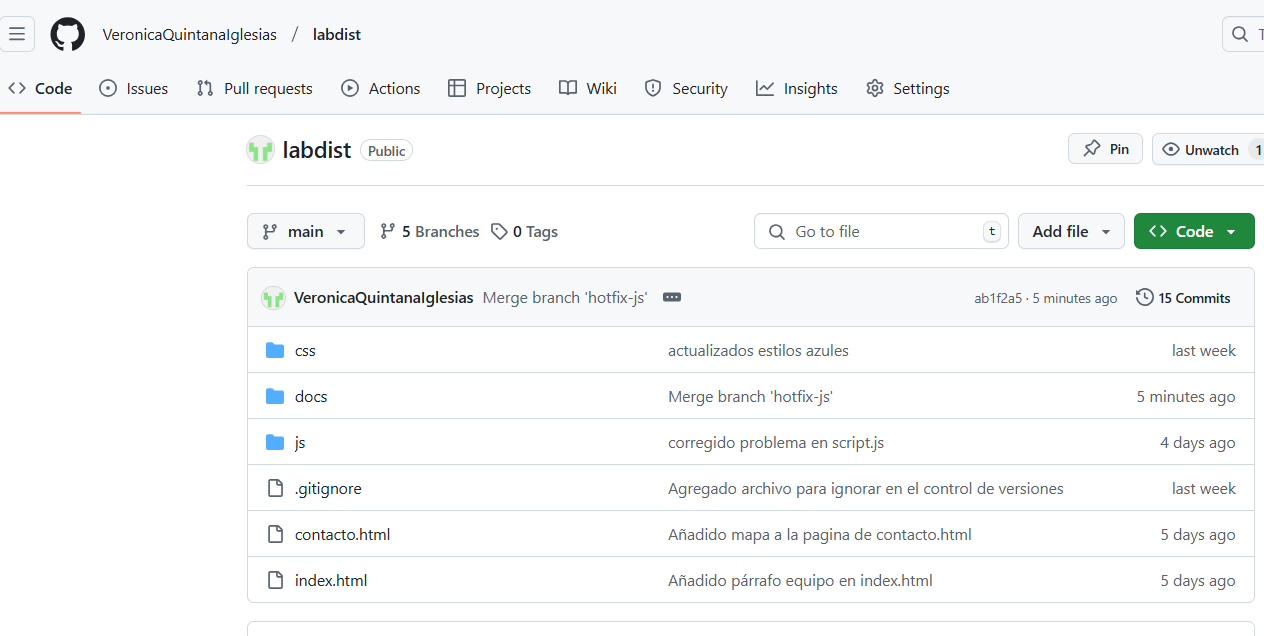 VeronicaQuintanaIglesias / labdist
Code Issues Pull requests Actions Projects Wiki Security Insights Settings
labdist Public Pin Unwatch 1
main 5 Branches 0 Tags Go to file t Add file Code
VeronicaQuintanaIglesias Merge branch 'hotfix-js' ab1f2a5 · 5 minutes ago 15 Commits
css actualizados estilos azules last week
docs Merge branch 'hotfix-js' 5 minutes ago
js corregido problema en script.js 4 days ago
.gitignore Agregado archivo para ignorar en el control de versiones last week
contacto.html Añadido mapa a la pagina de contacto.html 5 days ago
index.html Añadido párrafo equipo en index.html 5 days ago